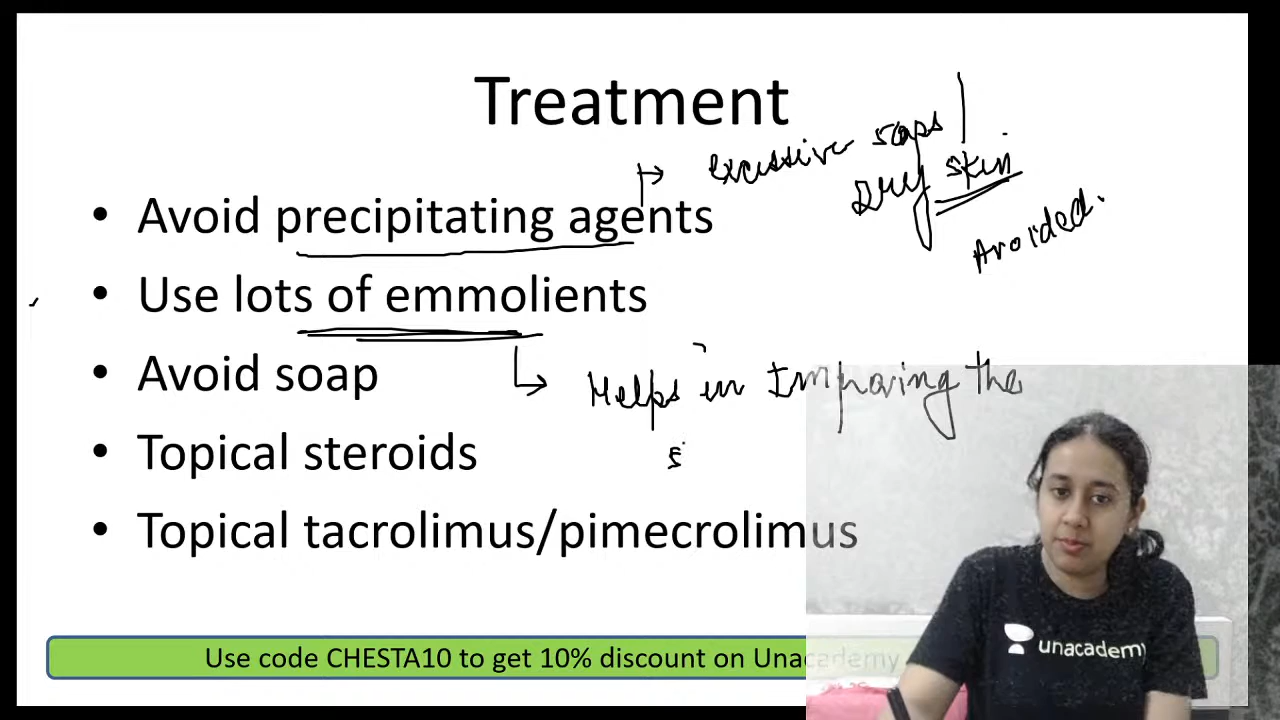 Treatment
excessive soaps
Dry skin
Avoided.
• Avoid precipitating agents
• Use lots of emmolients
• Avoid soap
Helps in Imparing the
• Topical steroids
s
• Topical tacrolimus/pimecrolimus
Use code CHESTA10 to get 10% discount on Unacademy
unacademy